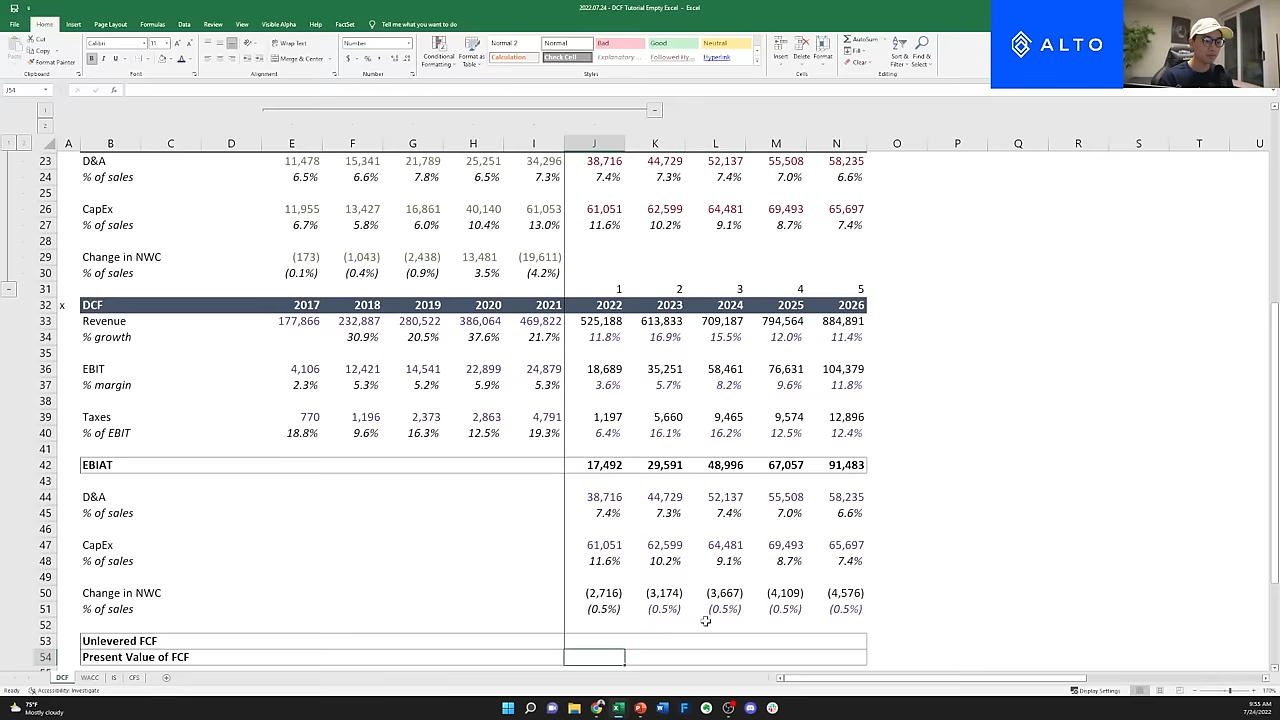 2022.07.24 - DCF Tutorial Empty Excel - Excel
File Home Insert Page Layout Formulas Data Review View Visible Alpha Help FactSet Tell me what you want to do
Cut
Copy
Format Painter
Paste
Clipboard
Calibri 11
B I U
Font
Wrap Text
Merge & Center
Alignment
Number
Number
Conditional Formatting
Format as Table
Normal 2 Normal Bad Good Neutral
Calculation Check Cell Explanatory ... Followed Hy... Hyperlink
Styles
Insert Delete Format
Cells
AutoSum
Fill
Clear
Sort & Filter
Find & Select
Editing
ALTO
J54 fx
1
2
1 2
A B C D E F G H I J K L M N O P Q R S T U
23 D&A 11,478 15,341 21,789 25,251 34,296 38,716 44,729 52,137 55,508 58,235
24 % of sales 6.5% 6.6% 7.8% 6.5% 7.3% 7.4% 7.3% 7.4% 7.0% 6.6%
25
26 CapEx 11,955 13,427 16,861 40,140 61,053 61,051 62,599 64,481 69,493 65,697
27 % of sales 6.7% 5.8% 6.0% 10.4% 13.0% 11.6% 10.2% 9.1% 8.7% 7.4%
28
29 Change in NWC (173) (1,043) (2,438) 13,481 (19,611)
30 % of sales (0.1%) (0.4%) (0.9%) 3.5% (4.2%)
31 1 2 3 4 5
32 x DCF 2017 2018 2019 2020 2021 2022 2023 2024 2025 2026
33 Revenue 177,866 232,887 280,522 386,064 469,822 525,188 613,833 709,187 794,564 884,891
34 % growth 30.9% 20.5% 37.6% 21.7% 11.8% 16.9% 15.5% 12.0% 11.4%
35
36 EBIT 4,106 12,421 14,541 22,899 24,879 18,689 35,251 58,461 76,631 104,379
37 % margin 2.3% 5.3% 5.2% 5.9% 5.3% 3.6% 5.7% 8.2% 9.6% 11.8%
38
39 Taxes 770 1,196 2,373 2,863 4,791 1,197 5,660 9,465 9,574 12,896
40 % of EBIT 18.8% 9.6% 16.3% 12.5% 19.3% 6.4% 16.1% 16.2% 12.5% 12.4%
41
42 EBIAT 17,492 29,591 48,996 67,057 91,483
43
44 D&A 38,716 44,729 52,137 55,508 58,235
45 % of sales 7.4% 7.3% 7.4% 7.0% 6.6%
46
47 CapEx 61,051 62,599 64,481 69,493 65,697
48 % of sales 11.6% 10.2% 9.1% 8.7% 7.4%
49
50 Change in NWC (2,716) (3,174) (3,667) (4,109) (4,576)
51 % of sales (0.5%) (0.5%) (0.5%) (0.5%) (0.5%)
52
53 Unlevered FCF
54 Present Value of FCF
DCF WACC IS CFS
Ready Accessibility: Investigate Display Settings 170%
75°F
Mostly cloudy
9:55 AM
7/24/2022